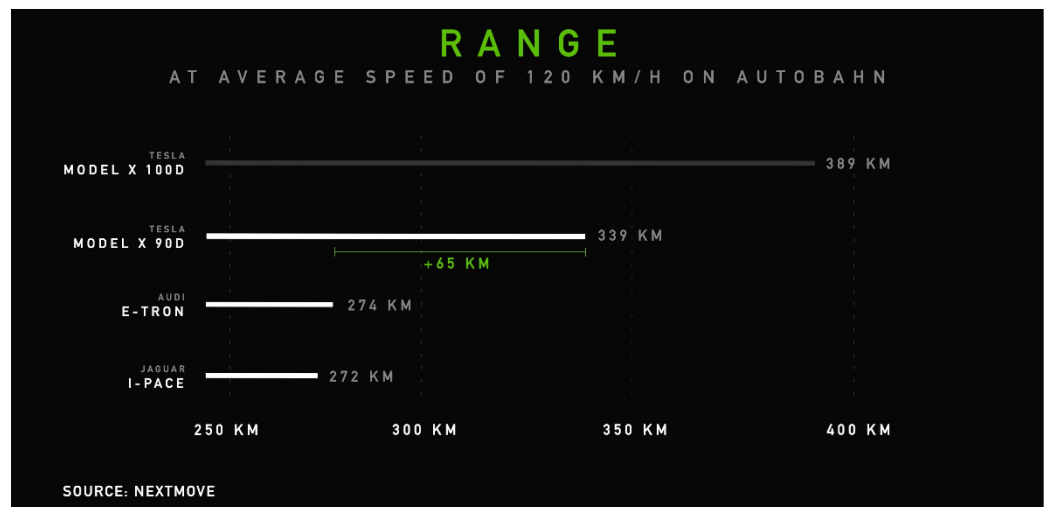 RANGE
AT AVERAGE SPEED OF 120 KM/H ON AUTOBAHN
TESLA
MODEL X 100D
389 KM
TESLA
MODEL X 90D
339 KM
+65 KM
AUDI
E-TRON
274 KM
JAGUAR
I-PACE
272 KM
250 KM 300 KM 350 KM 400 KM
SOURCE: NEXTMOVE